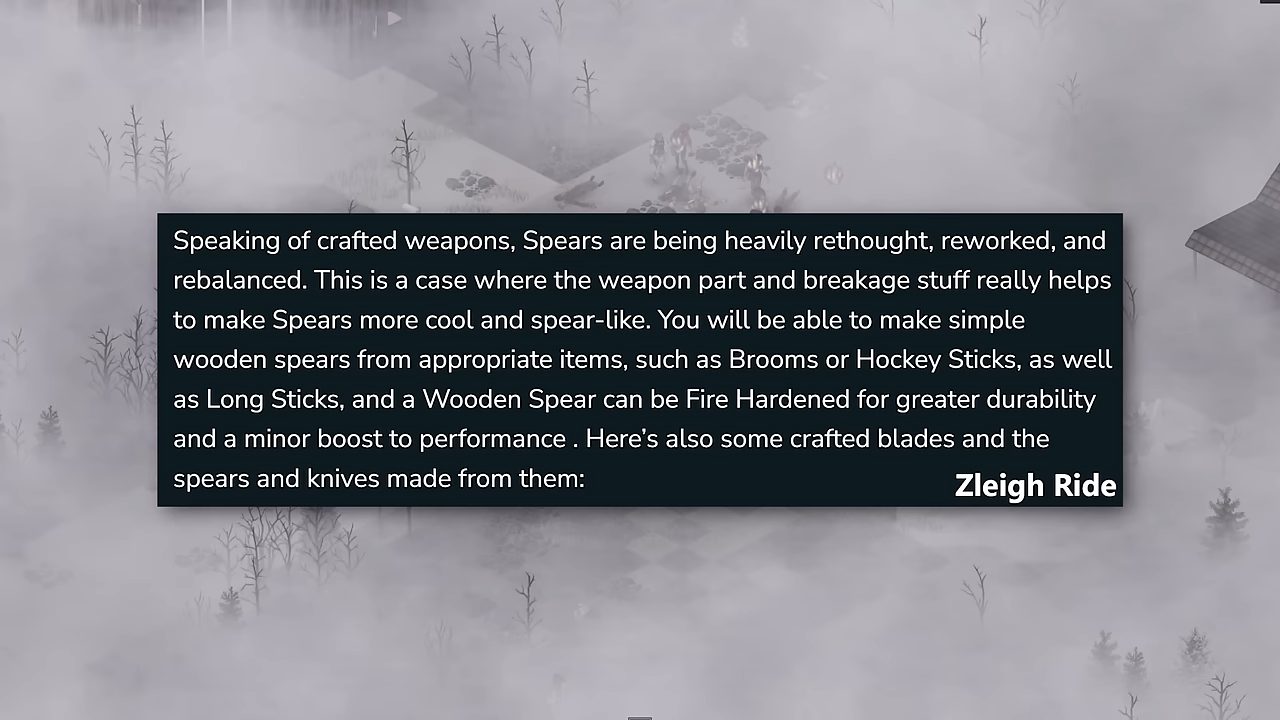 Speaking of crafted weapons, Spears are being heavily rethought, reworked, and
rebalanced. This is a case where the weapon part and breakage stuff really helps
to make Spears more cool and spear-like. You will be able to make simple
wooden spears from appropriate items, such as Brooms or Hockey Sticks, as well
as Long Sticks, and a Wooden Spear can be Fire Hardened for greater durability
and a minor boost to performance . Here’s also some crafted blades and the
spears and knives made from them:
Zleigh Ride